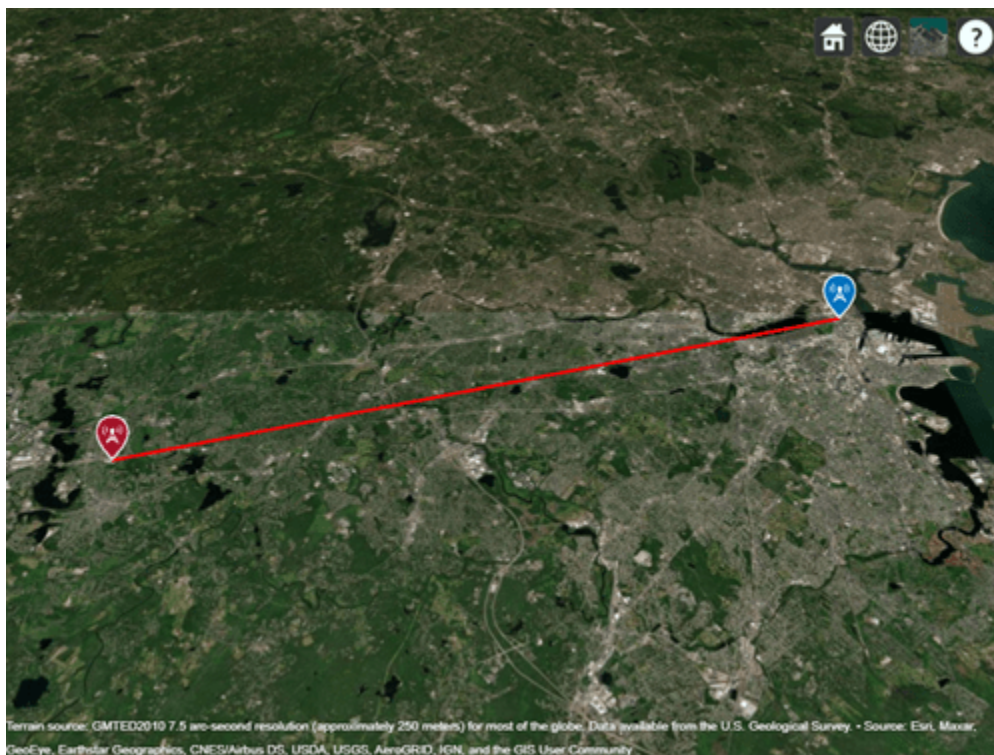 ?
Terrain source: GMTED2010 7.5 arc-second resolution (approximately 250 meters) for most of the globe. Data available from the U.S. Geological Survey. • Source: Esri, Maxar,
GeoEye, Earthstar Geographics, CNES/Airbus DS, USDA, USGS, AeroGRID, IGN, and the GIS User Community